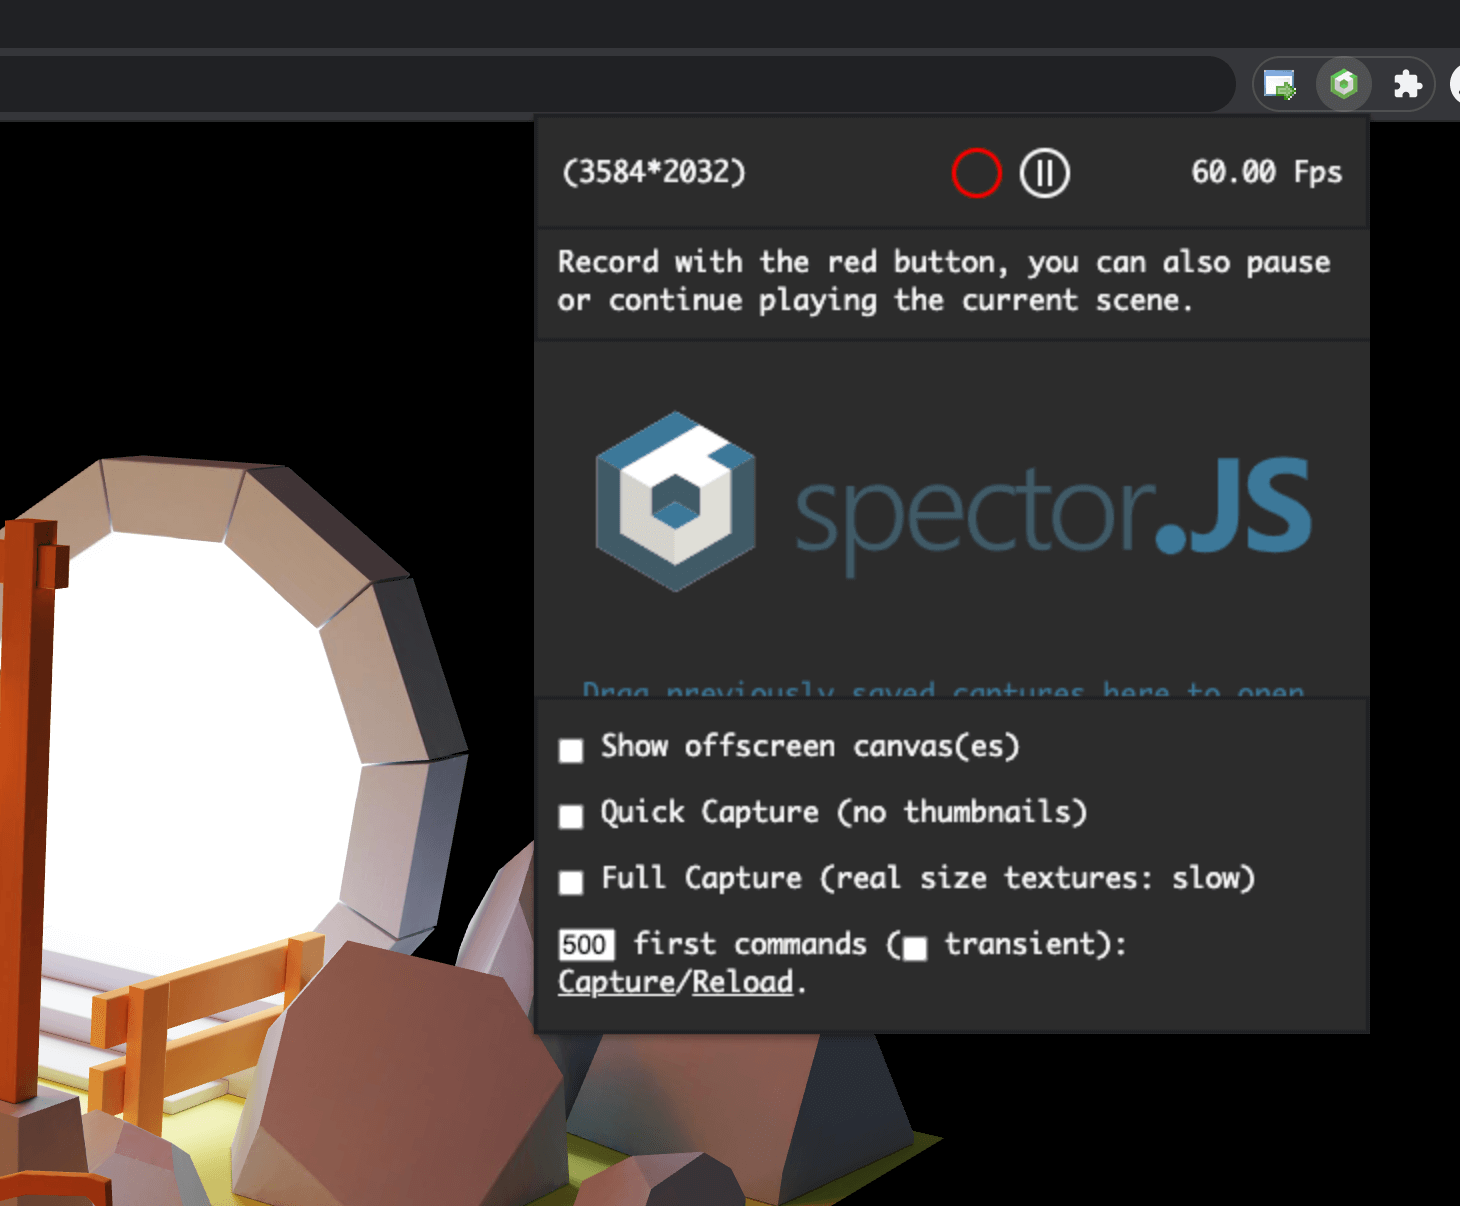 (3584*2032)
60.00 Fps
Record with the red button, you can also pause
or continue playing the current scene.
spector.JS
Drag previously saved captures here to open
Show offscreen canvas(es)
Quick Capture (no thumbnails)
Full Capture (real size textures: slow)
500 first commands ( transient):
Capture/Reload.